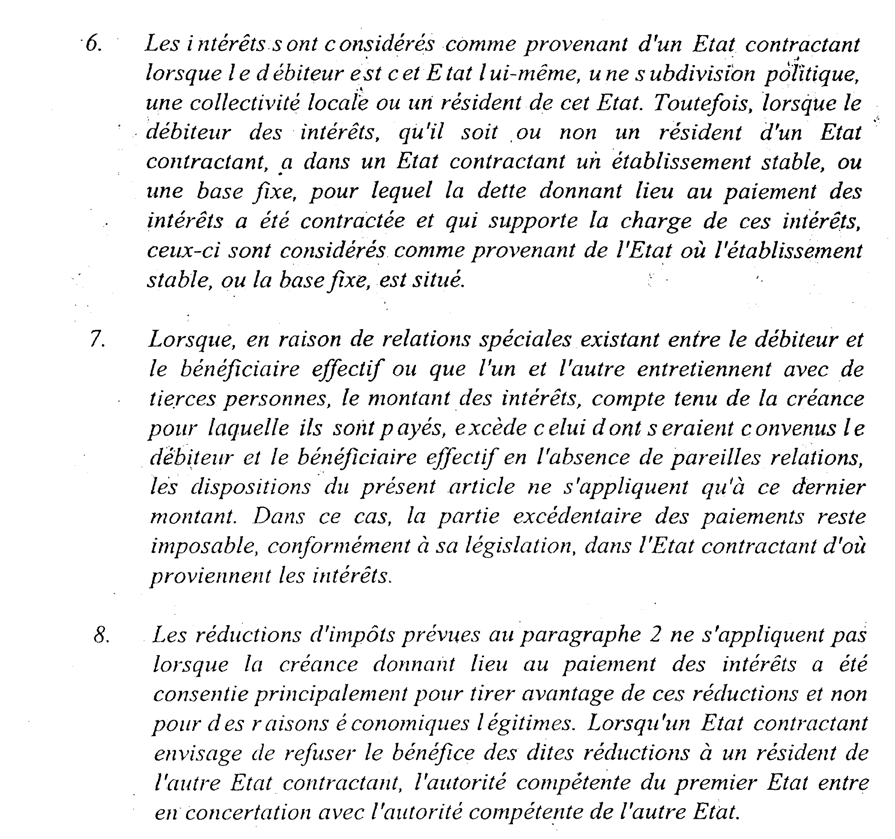 6. Les intérêts sont considérés comme provenant d'un Etat contractant
lorsque le débiteur est cet Etat lui-même, une subdivision politique,
une collectivité locale ou un résident de cet Etat. Toutefois, lorsque le
débiteur des intérêts, qu'il soit ou non un résident d'un Etat
contractant, a dans un Etat contractant un établissement stable, ou
une base fixe, pour lequel la dette donnant lieu au paiement des
intérêts a été contractée et qui supporte la charge de ces intérêts,
ceux-ci sont considérés comme provenant de l'Etat où l'établissement
stable, ou la base fixe, est situé.
7. Lorsque, en raison de relations spéciales existant entre le débiteur et
le bénéficiaire effectif ou que l'un et l'autre entretiennent avec de
tierces personnes, le montant des intérêts, compte tenu de la créance
pour laquelle ils sont payés, excède celui dont seraient convenus le
débiteur et le bénéficiaire effectif en l'absence de pareilles relations,
les dispositions du présent article ne s'appliquent qu'à ce dernier
montant. Dans ce cas, la partie excédentaire des paiements reste
imposable, conformément à sa législation, dans l'Etat contractant d'où
proviennent les intérêts.
8. Les réductions d'impôts prévues au paragraphe 2 ne s'appliquent pas
lorsque la créance donnant lieu au paiement des intérêts a été
consentie principalement pour tirer avantage de ces réductions et non
pour des raisons économiques légitimes. Lorsqu'un Etat contractant
envisage de refuser le bénéfice des dites réductions à un résident de
l'autre Etat contractant, l'autorité compétente du premier Etat entre
en concertation avec l'autorité compétente de l'autre Etat.